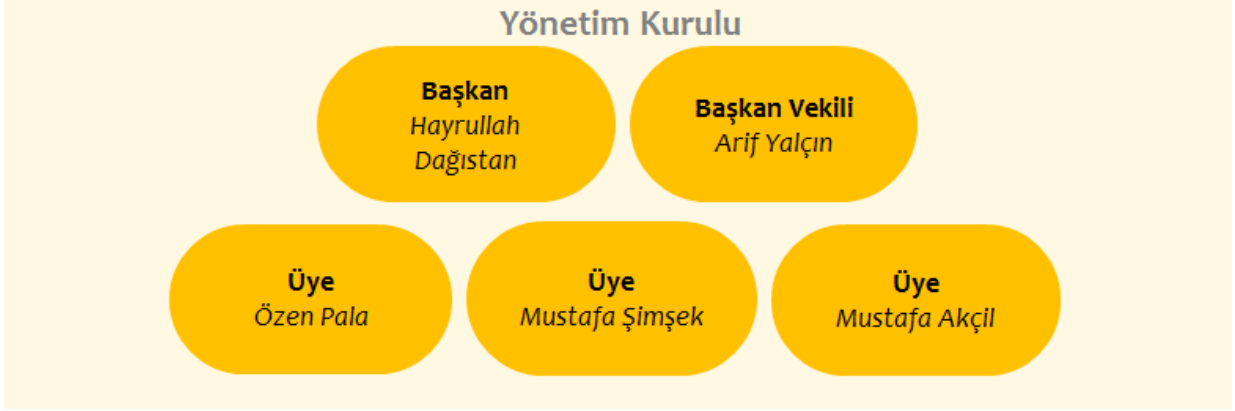 Yönetim Kurulu
Başkan
Hayrullah
Dağıstan
Başkan Vekili
Arif Yalçın
Üye
Özen Pala
Üye
Mustafa Şimşek
Üye
Mustafa Akçil